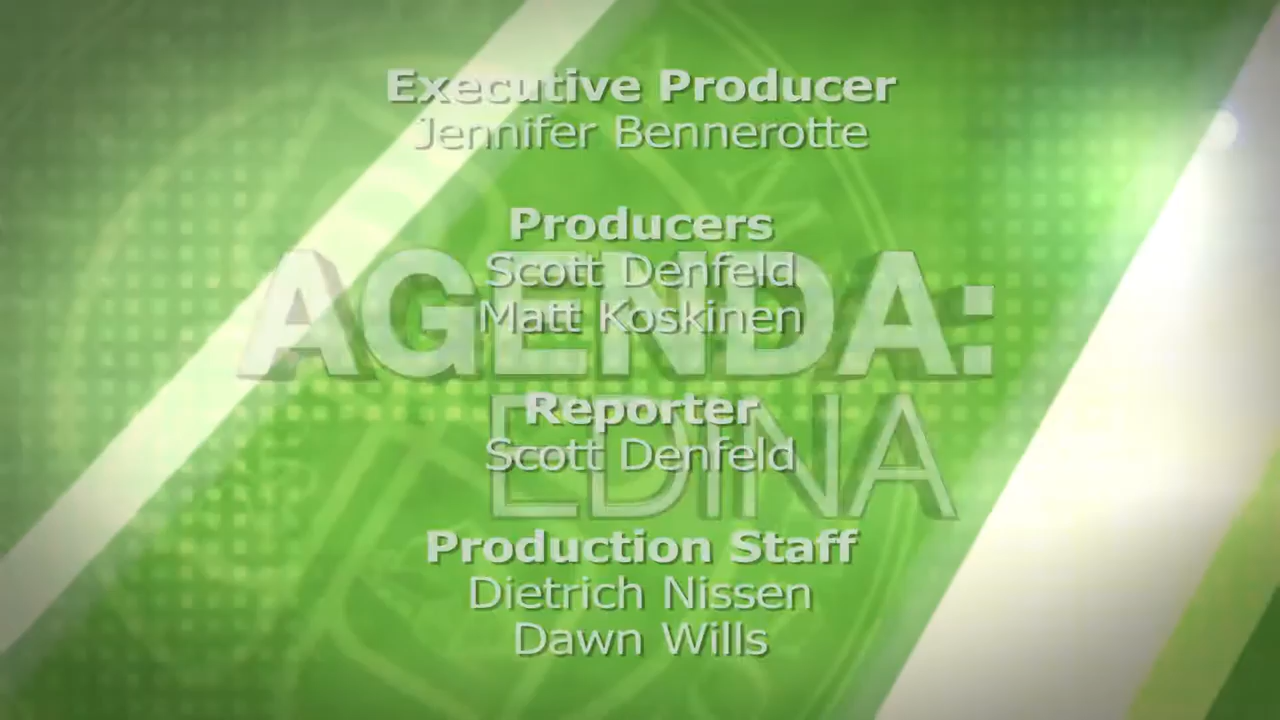 Executive Producer
Jennifer Bennerotte
Producers
Scott Denfeld
Matt Koskinen
AGENDA:
Reporter
Scott Denfeld
EDINA
Production Staff
Dietrich Nissen
Dawn Wills